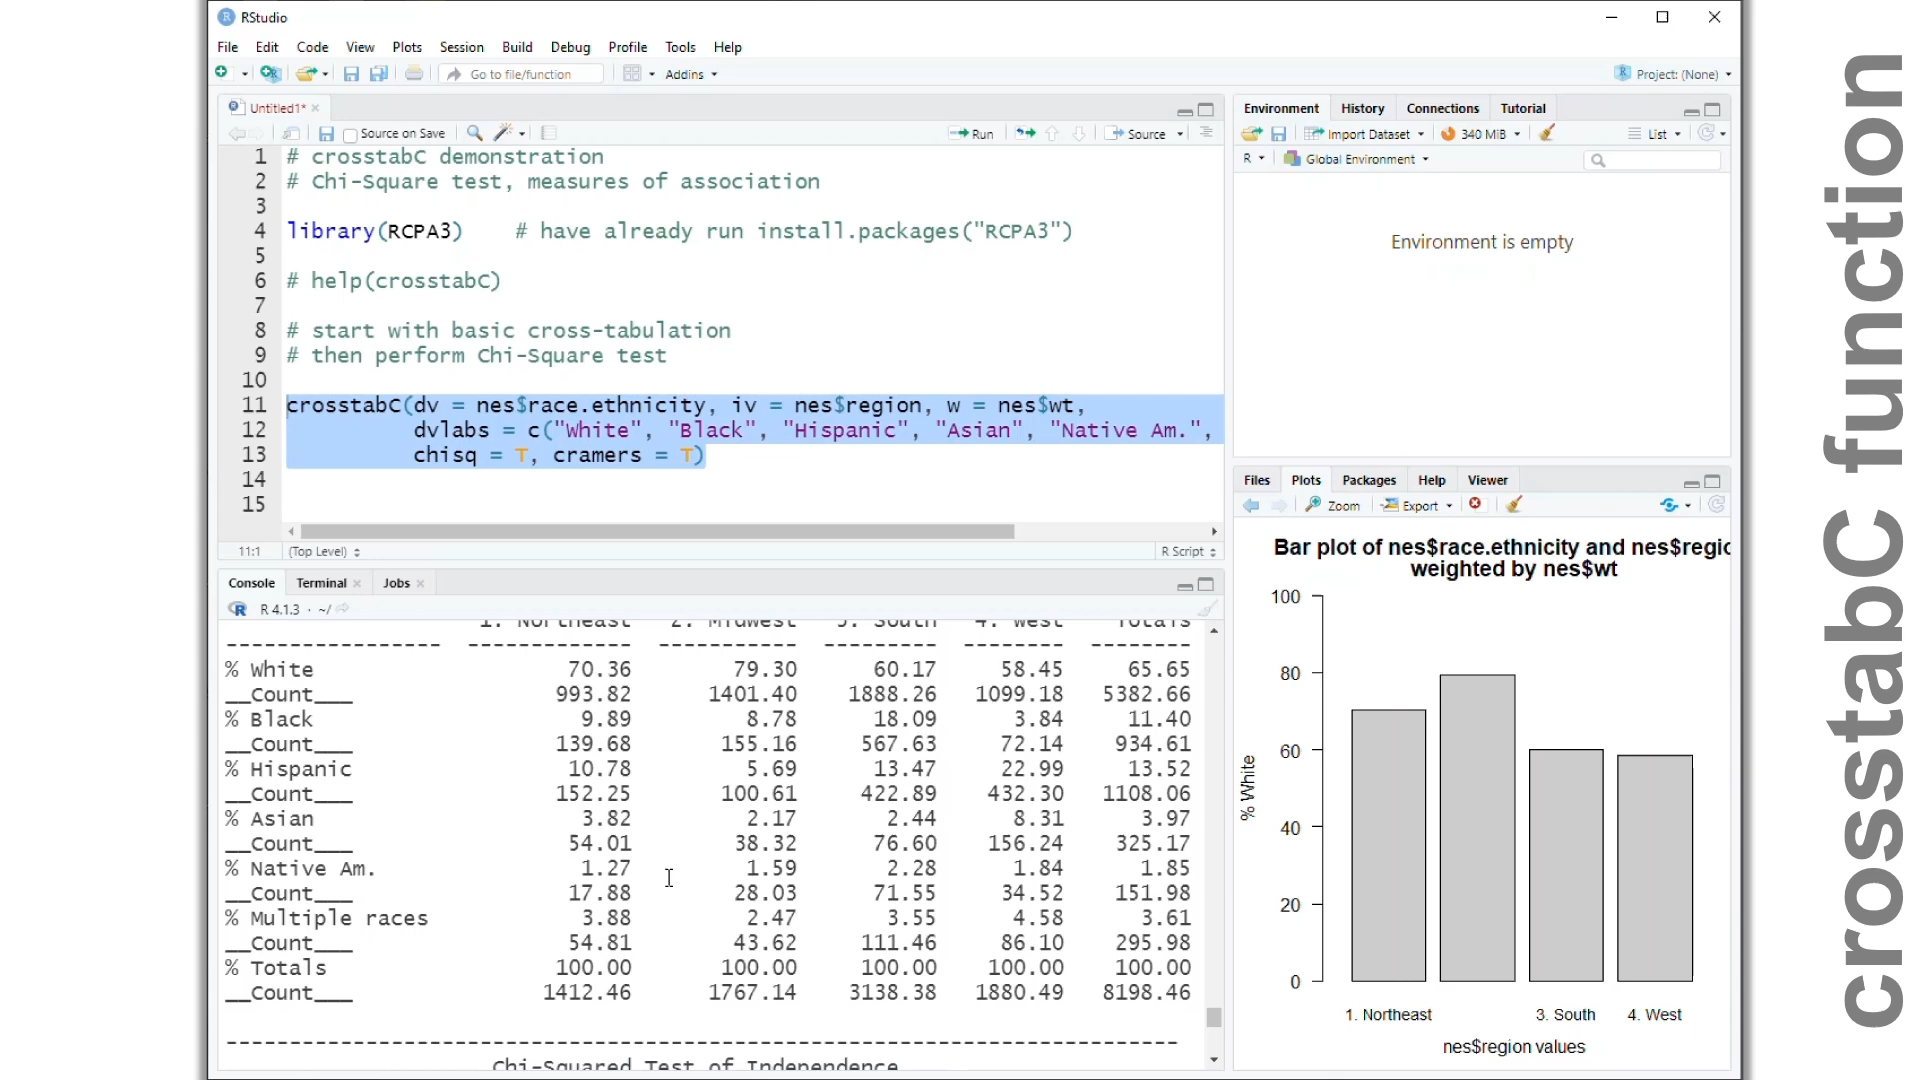 RStudio
File Edit Code View Plots Session Build Debug Profile Tools Help
Go to file/function Addins Project: (None)
Untitled1*
Source on Save Run Source
1 # crosstabC demonstration
2 # Chi-Square test, measures of association
3
4 library(RCPA3) # have already run install.packages("RCPA3")
5
6 # help(crosstabC)
7
8 # start with basic cross-tabulation
9 # then perform Chi-Square test
10
11 crosstabC(dv = nes$race.ethnicity, iv = nes$region, w = nes$wt,
12 dvlabs = c("White", "Black", "Hispanic", "Asian", "Native Am.",
13 chisq = T, cramers = T)
14
15
11:1 (Top Level) R Script
Console Terminal Jobs
R 4.1.3 · ~/
1. Northeast 2. Midwest 3. South 4. West Totals
----------------- ------------- ----------- --------- -------- --------
% White 70.36 79.30 60.17 58.45 65.65
__Count___ 993.82 1401.40 1888.26 1099.18 5382.66
% Black 9.89 8.78 18.09 3.84 11.40
__Count___ 139.68 155.16 567.63 72.14 934.61
% Hispanic 10.78 5.69 13.47 22.99 13.52
__Count___ 152.25 100.61 422.89 432.30 1108.06
% Asian 3.82 2.17 2.44 8.31 3.97
__Count___ 54.01 38.32 76.60 156.24 325.17
% Native Am. 1.27 1.59 2.28 1.84 1.85
__Count___ 17.88 28.03 71.55 34.52 151.98
% Multiple races 3.88 2.47 3.55 4.58 3.61
__Count___ 54.81 43.62 111.46 86.10 295.98
% Totals 100.00 100.00 100.00 100.00 100.00
__Count___ 1412.46 1767.14 3138.38 1880.49 8198.46
---------------------------------------------------------------------------
Chi-Squared Test of Independence
Environment History Connections Tutorial
Import Dataset 340 MiB List
R Global Environment
Environment is empty
Files Plots Packages Help Viewer
Zoom Export
Bar plot of nes$race.ethnicity and nes$regio
weighted by nes$wt
100
80
60
40
20
0
% White
1. Northeast 3. South 4. West
nes$region values
crosstabC function